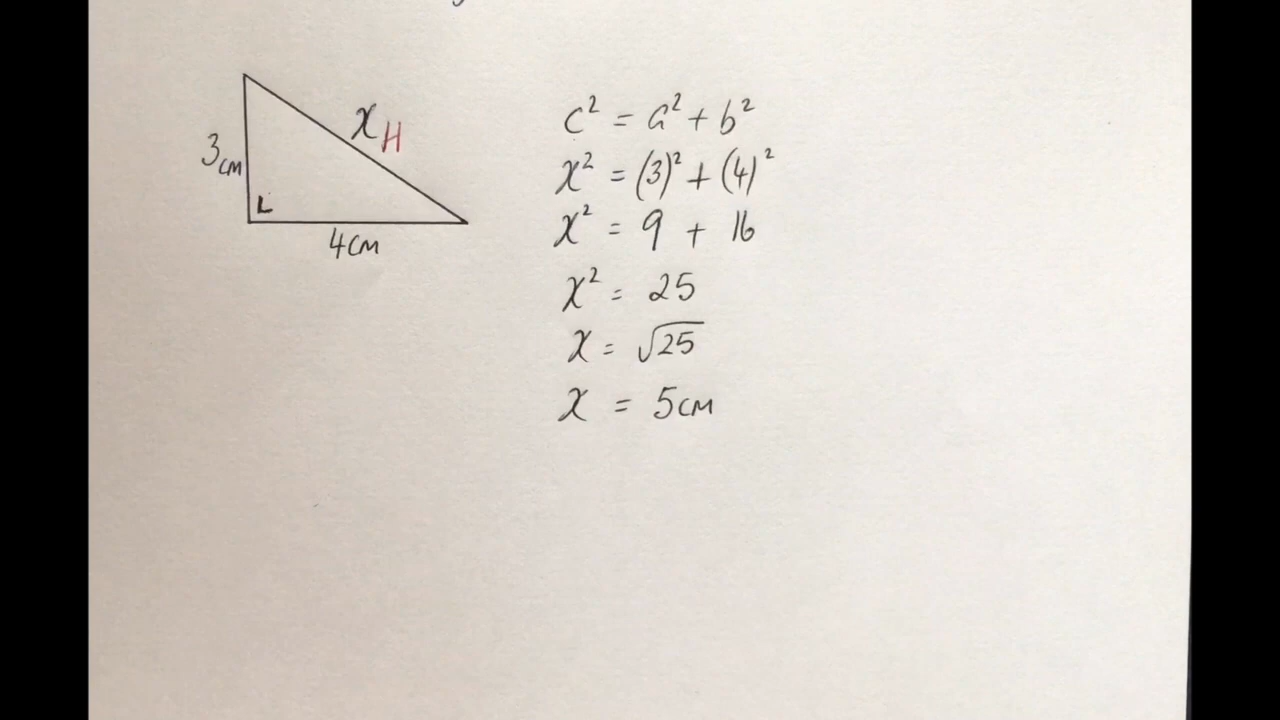 x H
3cm
L
4cm
c² = a² + b²
x² = (3)² + (4)²
x² = 9 + 16
x² = 25
x = √25
x = 5cm